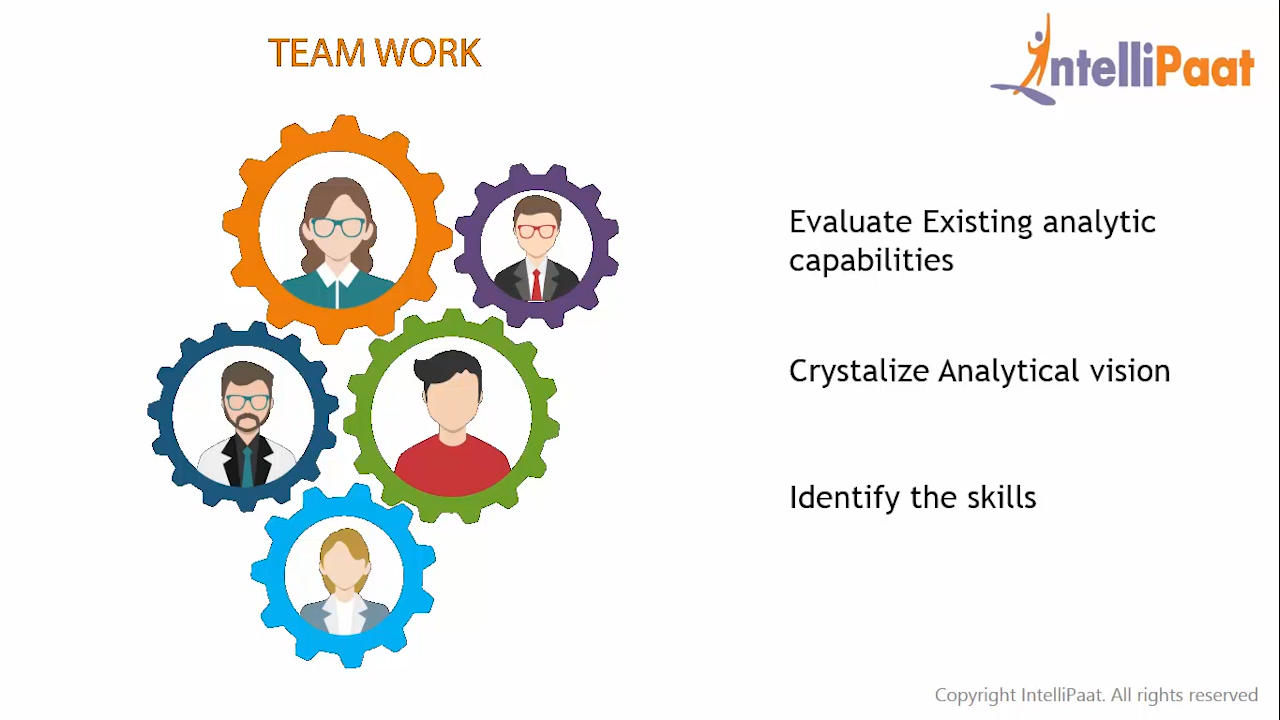 TEAM WORK
IntelliPaat
Evaluate Existing analytic
capabilities
Crystalize Analytical vision
Identify the skills
Copyright IntelliPaat. All rights reserved